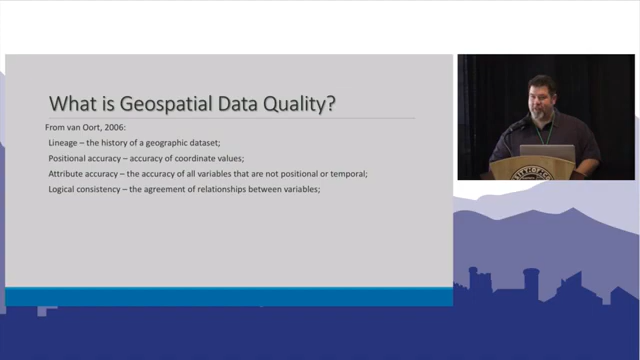 What is Geospatial Data Quality?
From van Oort, 2006:
Lineage – the history of a geographic dataset;
Positional accuracy – accuracy of coordinate values;
Attribute accuracy – the accuracy of all variables that are not positional or temporal;
Logical consistency – the agreement of relationships between variables;